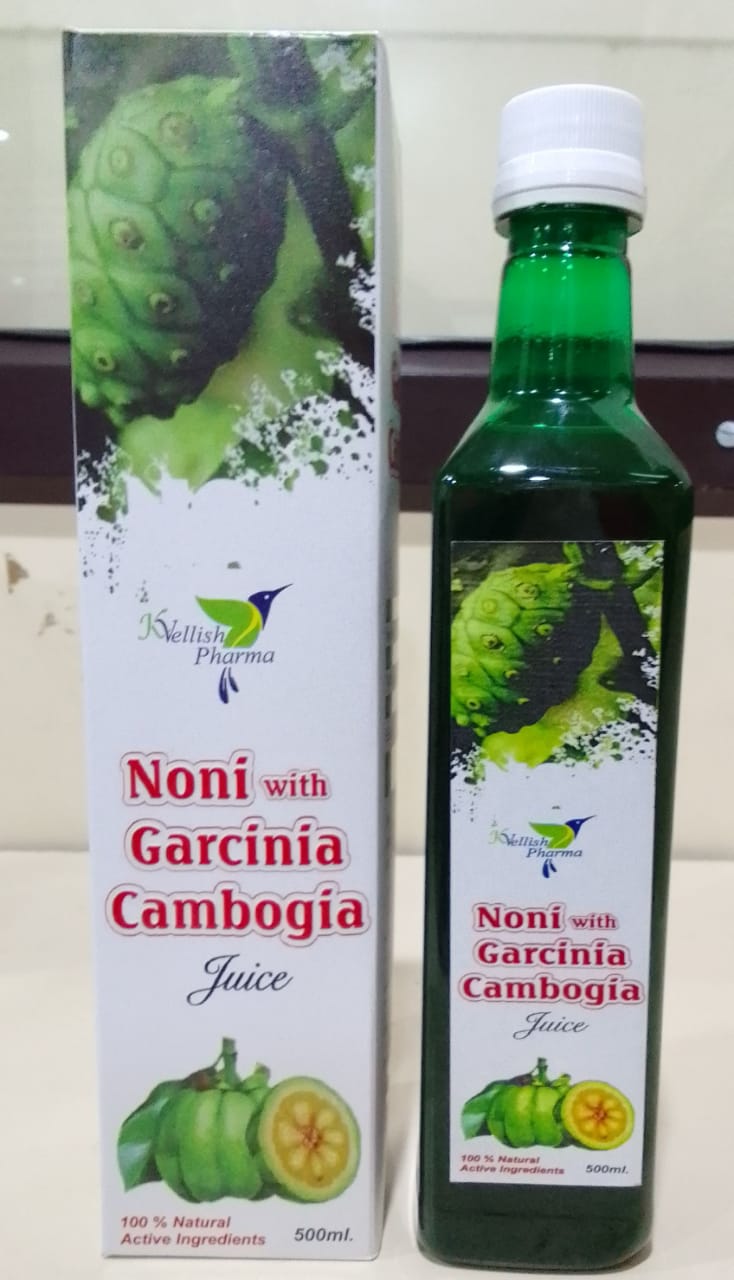 KVellish
Pharma
Noni with
Garcinia
Cambogia
Juice
100 % Natural
Active Ingredients
500ml.
KVellish
Pharma
Noni with
Garcinia
Cambogia
Juice
100 % Natural
Active Ingredients
500ml.